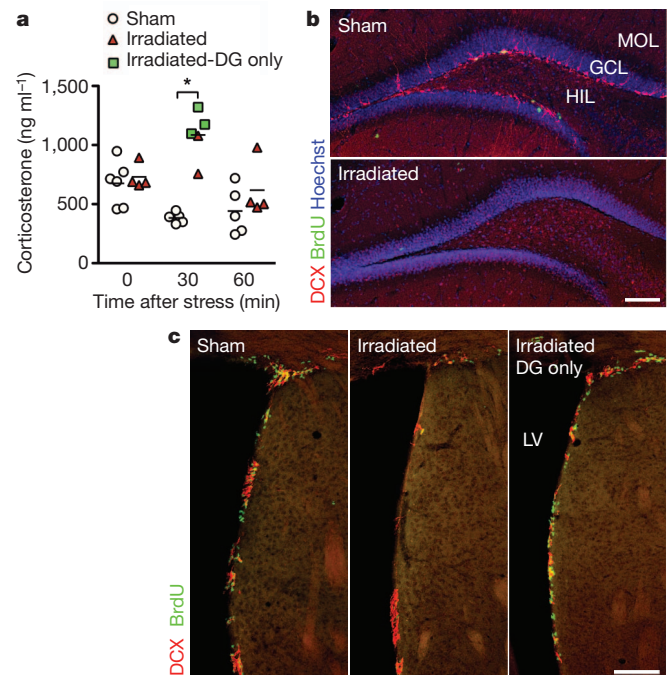 a
Sham
Irradiated
Irradiated-DG only
Corticosterone (ng ml⁻¹)
1,500
1,000
500
0
*
0 30 60
Time after stress (min)
b
Sham
MOL
GCL
HIL
Irradiated
DCX BrdU Hoechst
c
Sham
Irradiated
Irradiated
DG only
LV
DCX BrdU